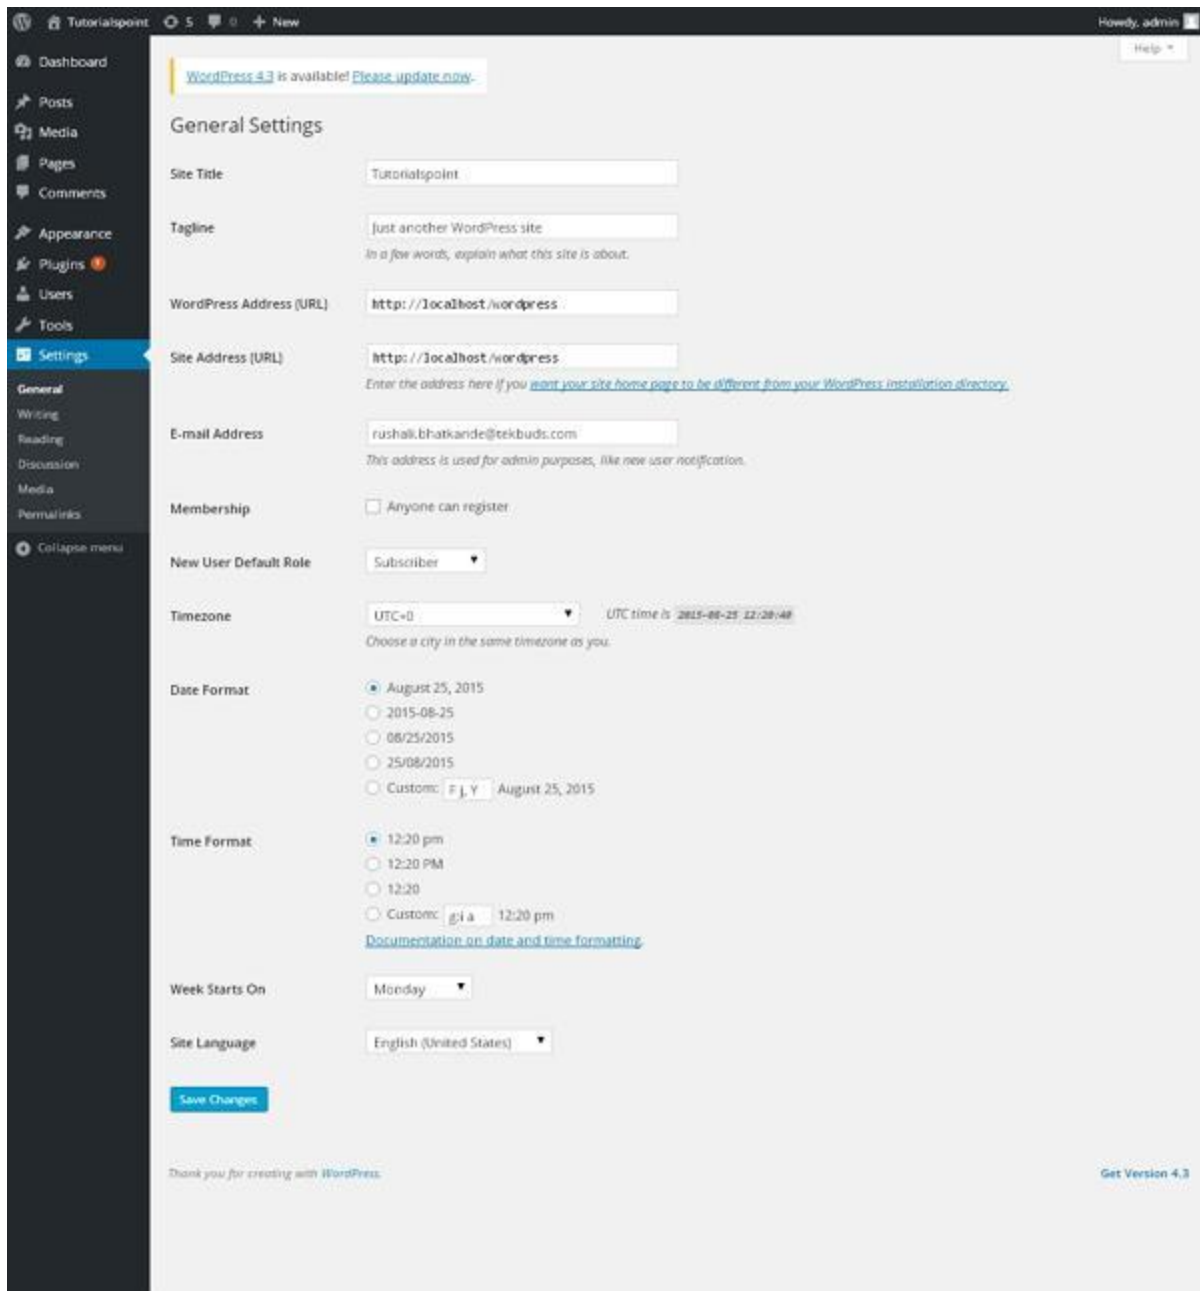 Tutorialspoint 5 0 + New Howdy, admin
Help
Dashboard
Posts
Media
Pages
Comments
Appearance
Plugins 1
Users
Tools
Settings
General
Writing
Reading
Discussion
Media
Permalinks
Collapse menu
WordPress 4.3 is available! Please update now.
General Settings
Site Title Tutorialspoint
Tagline Just another WordPress site
In a few words, explain what this site is about.
WordPress Address (URL) http://localhost/wordpress
Site Address (URL) http://localhost/wordpress
Enter the address here if you want your site home page to be different from your WordPress installation directory.
E-mail Address rushali.bhatkande@tekbuds.com
This address is used for admin purposes, like new user notification.
Membership Anyone can register
New User Default Role Subscriber
Timezone UTC+0 UTC time is 2015-08-25 12:20:40
Choose a city in the same timezone as you.
Date Format August 25, 2015
2015-08-25
08/25/2015
25/08/2015
Custom: F j, Y August 25, 2015
Time Format 12:20 pm
12:20 PM
12:20
Custom: g:i a 12:20 pm
Documentation on date and time formatting.
Week Starts On Monday
Site Language English (United States)
Save Changes
Thank you for creating with WordPress. Get Version 4.3